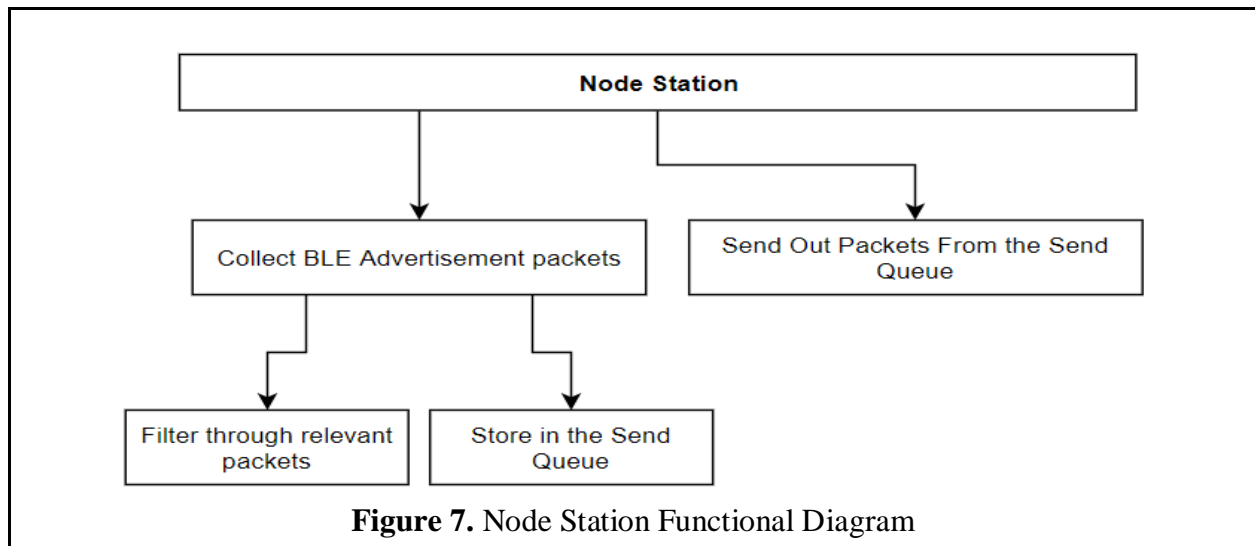 Node Station
Collect BLE Advertisement packets
Send Out Packets From the Send
Queue
Filter through relevant
packets
Store in the Send
Queue
Figure 7. Node Station Functional Diagram